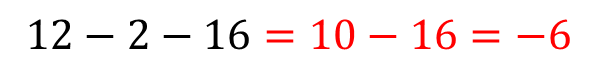 12 − 2 − 16 = 10 − 16 = −6